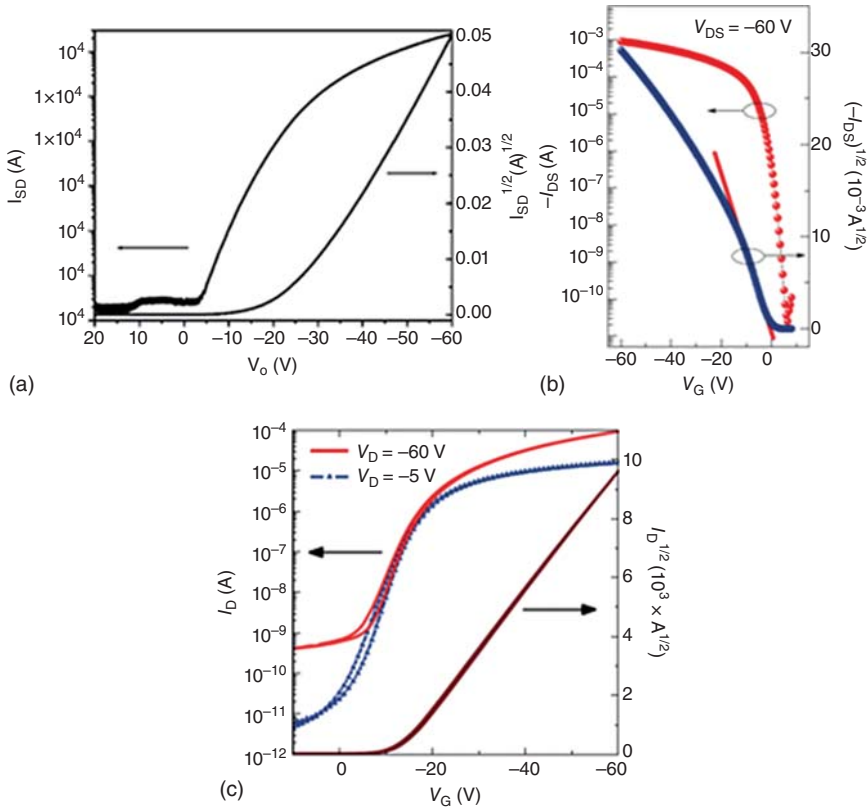 10⁴
10⁴
1×10⁴
1×10⁴
10⁴
10⁴
10⁴
I_SD (A)
20 10 0 −10 −20 −30 −40 −50 −60
V_o (V)
0.05
0.04
0.03
0.02
0.01
0.00
I_SD^1/2(A)^1/2
(a)
V_DS = −60 V
10⁻³
10⁻⁴
10⁻⁵
10⁻⁶
10⁻⁷
10⁻⁸
10⁻⁹
10⁻¹⁰
−I_DS (A)
−60 −40 −20 0
V_G (V)
30
20
10
0
(−I_DS)^1/2 (10⁻³ A^1/2)
(b)
V_D = −60 V
V_D = −5 V
10⁻⁴
10⁻⁵
10⁻⁶
10⁻⁷
10⁻⁸
10⁻⁹
10⁻¹⁰
10⁻¹¹
10⁻¹²
I_D (A)
0 −20 −40 −60
V_G (V)
10
8
6
4
2
0
I_D^1/2 (10³ × A^1/2)
(c)